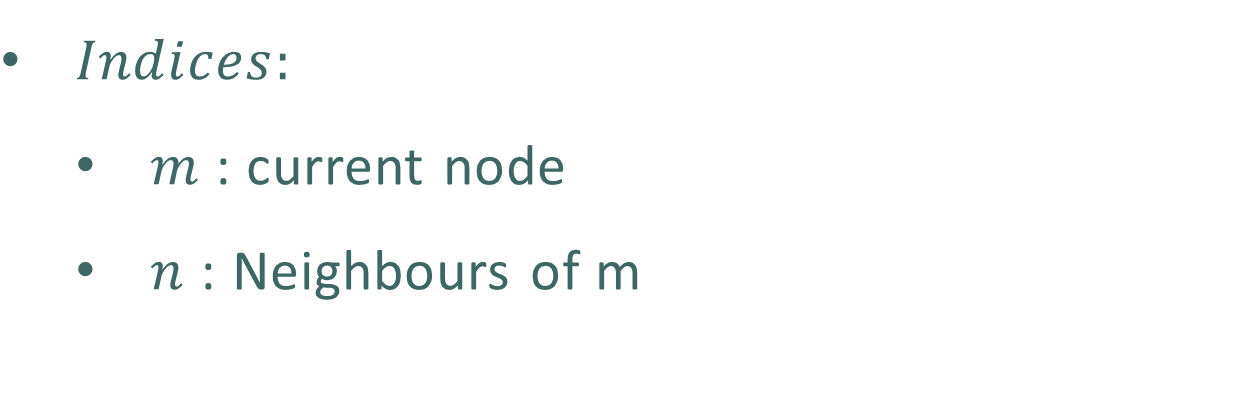 • Indices:
• m : current node
• n : Neighbours of m